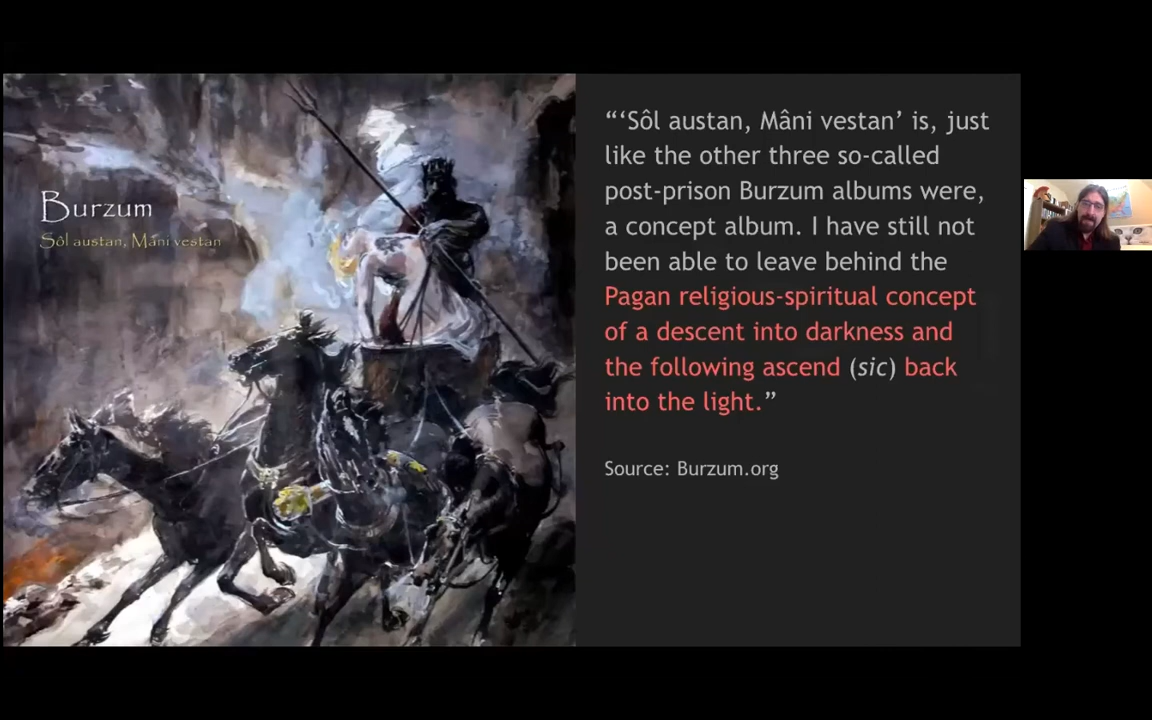 Burzum
Sôl austan, Mâni vestan
“‘Sôl austan, Mâni vestan’ is, just
like the other three so-called
post-prison Burzum albums were,
a concept album. I have still not
been able to leave behind the
Pagan religious-spiritual concept
of a descent into darkness and
the following ascend (sic) back
into the light.”
Source: Burzum.org